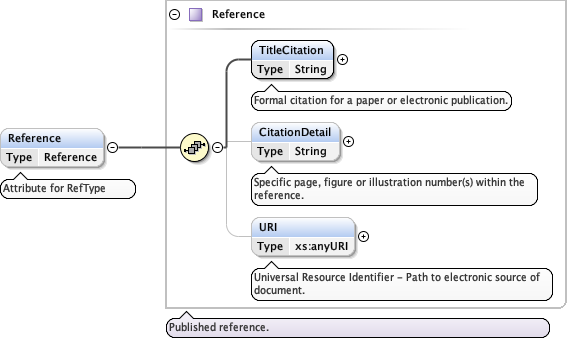 Reference
TitleCitation
Type String
Formal citation for a paper or electronic publication.
Reference
Type Reference
Attribute for RefType
CitationDetail
Type String
Specific page, figure or illustration number(s) within the
reference.
URI
Type xs:anyURI
Universal Resource Identifier – Path to electronic source of
document.
Published reference.